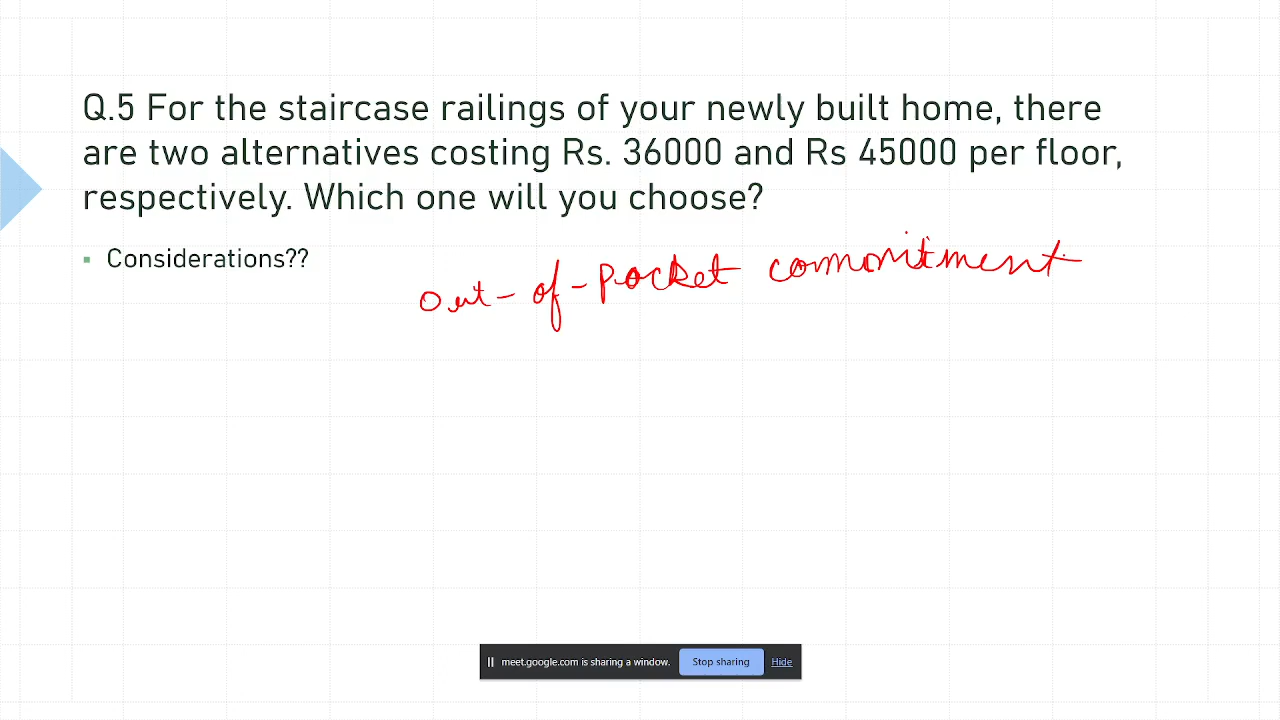 Q.5 For the staircase railings of your newly built home, there
are two alternatives costing Rs. 36000 and Rs 45000 per floor,
respectively. Which one will you choose?
▪ Considerations??
out-of-pocket commitment
meet.google.com is sharing a window. Stop sharing Hide